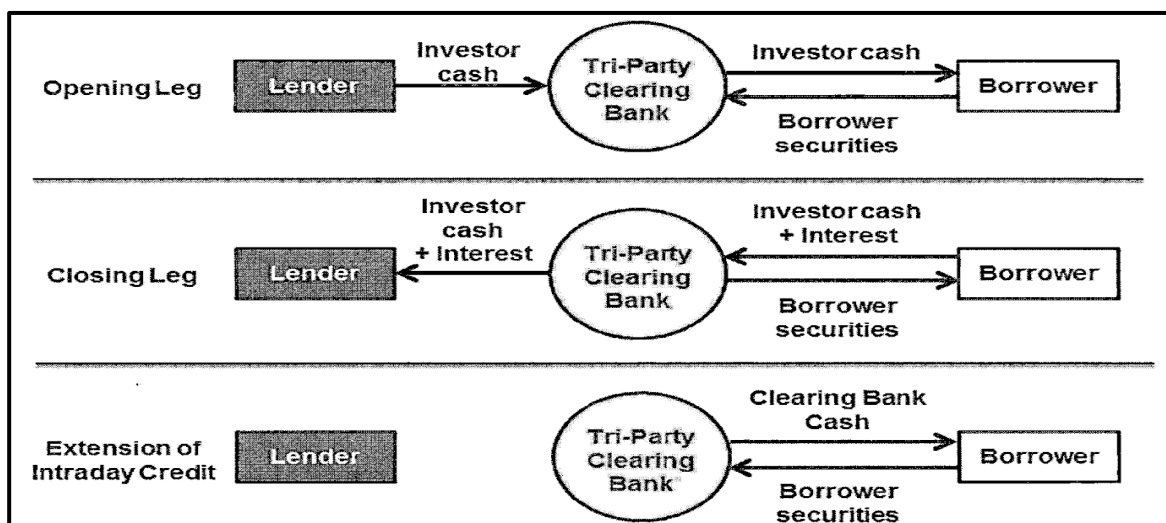 Opening Leg
Lender
Investor
cash
Tri-Party
Clearing
Bank
Investor cash
Borrower
securities
Borrower
Closing Leg
Lender
Investor
cash
+ Interest
Tri-Party
Clearing
Bank
Investor cash
+ Interest
Borrower
securities
Borrower
Extension of
Intraday Credit
Lender
Tri-Party
Clearing
Bank
Clearing Bank
Cash
Borrower
securities
Borrower